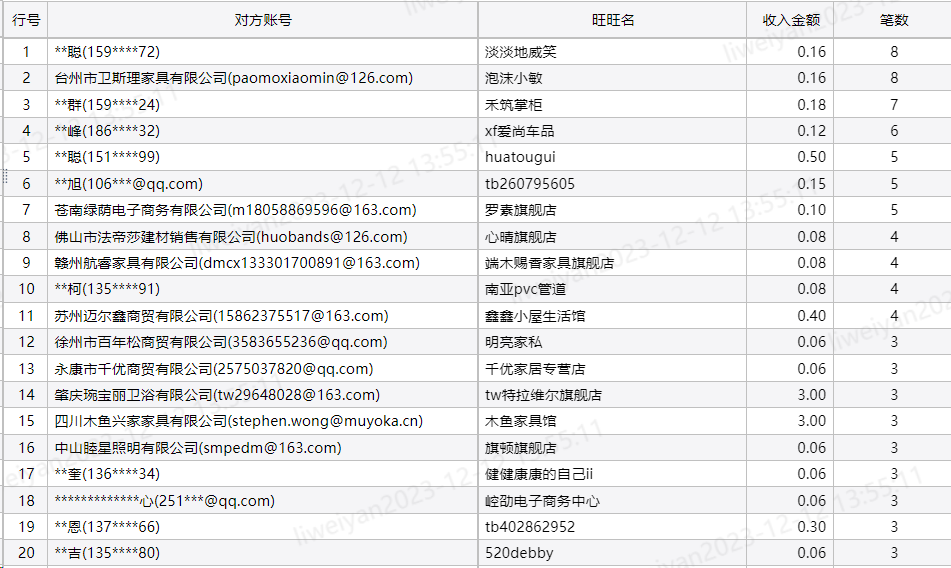 行号 对方账号 旺旺名 收入金额 笔数
1 **聪(159****72) 淡淡地威笑 0.16 8
2 台州市卫斯理家具有限公司(paomoxiaomin@126.com) 泡沫小敏 0.16 8
3 **群(159****24) 禾筑掌柜 0.18 7
4 **峰(186****32) xf爱尚车品 0.12 6
5 **聪(151****99) huatougui 0.50 5
6 **旭(106***@qq.com) tb260795605 0.15 5
7 苍南绿荫电子商务有限公司(m18058869596@163.com) 罗素旗舰店 0.10 5
8 佛山市法帝莎建材销售有限公司(huobands@126.com) 心晴旗舰店 0.08 4
9 赣州航睿家具有限公司(dmcx133301700891@163.com) 端木赐香家具旗舰店 0.08 4
10 **柯(135****91) 南亚pvc管道 0.08 4
11 苏州迈尔鑫商贸有限公司(15862375517@163.com) 鑫鑫小屋生活馆 0.40 4
12 徐州市百年松商贸有限公司(3583655236@qq.com) 明亮家私 0.06 3
13 永康市千优商贸有限公司(2575037820@qq.com) 千优家居专营店 0.06 3
14 肇庆琬宝丽卫浴有限公司(tw29648028@163.com) tw特拉维尔旗舰店 3.00 3
15 四川木鱼兴家家具有限公司(stephen.wong@muyoka.cn) 木鱼家具馆 3.00 3
16 中山睦星照明有限公司(smpedm@163.com) 旗顿旗舰店 0.06 3
17 **奎(136****34) 健健康康的自己ii 0.06 3
18 *************心(251***@qq.com) 崆劭电子商务中心 0.06 3
19 **恩(137****66) tb402862952 0.30 3
20 **吉(135****80) 520debby 0.06 3
liweiyan2023-12-12 13:55:11